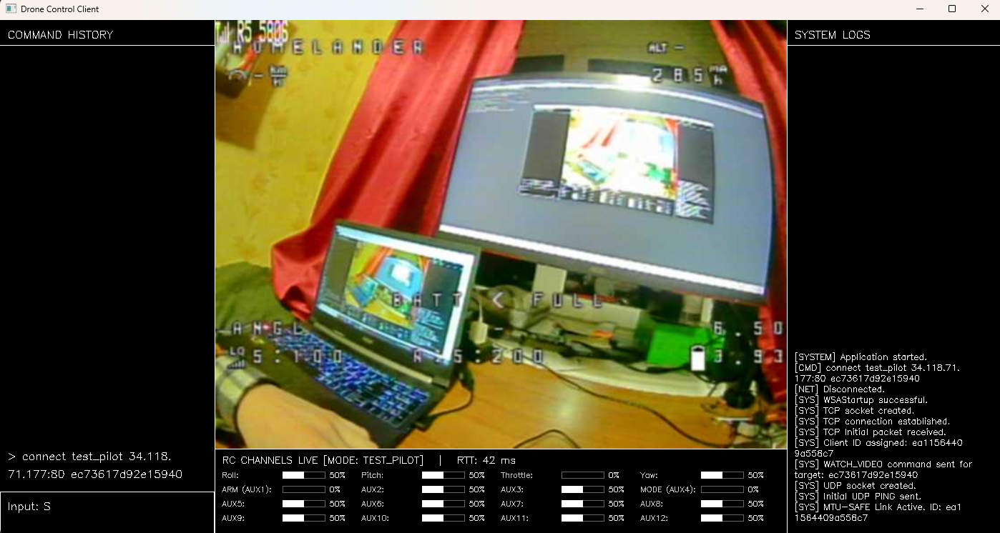 Drone Control Client
COMMAND HISTORY
> connect test_pilot 34.118.
71.177:80 ec73617d92e15940
Input: S
R5 5806
HOMELANDER
ALT -
- Km
h
285 mA
h
BATT < FULL
ANGL
-
6.50
LQ
S:100
A:S:200
3.93
RC CHANNELS LIVE [MODE: TEST_PILOT] | RTT: 42 ms
Roll: 50% Pitch: 50% Throttle: 0% Yaw: 50%
ARM (AUX1): 0% AUX2: 50% AUX3: 50% MODE (AUX4): 0%
AUX5: 50% AUX6: 50% AUX7: 50% AUX8: 50%
AUX9: 50% AUX10: 50% AUX11: 50% AUX12: 50%
SYSTEM LOGS
[SYSTEM] Application started.
[CMD] connect test_pilot 34.118.71.
177:80 ec73617d92e15940
[NET] Disconnected.
[SYS] WSAStartup successful.
[SYS] TCP socket created.
[SYS] TCP connection established.
[SYS] TCP Initial packet received.
[SYS] Client ID assigned: ea1156440
9a558c7
[SYS] WATCH_VIDEO command sent for
target: ec73617d92e15940
[SYS] UDP socket created.
[SYS] Initial UDP PING sent.
[SYS] MTU-SAFE Link Active. ID: ea1
1564409a558c7